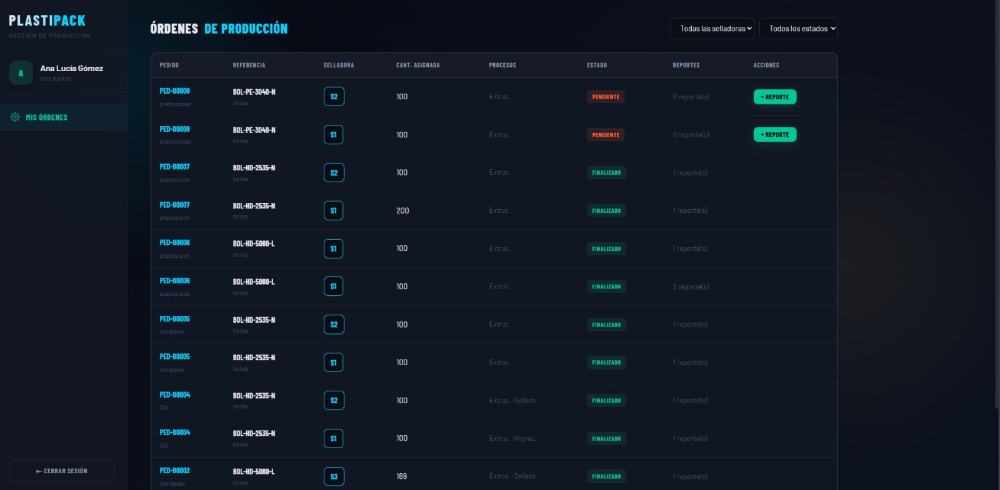 PLASTIPACK
GESTIÓN DE PRODUCCIÓN
A
Ana Lucía Gómez
OPERARIO
MIS ÓRDENES
⇤ CERRAR SESIÓN
ÓRDENES DE PRODUCCIÓN
Todas las selladoras
Todos los estados
PEDIDO REFERENCIA SELLADORA CANT. ASIGNADA PROCESOS ESTADO REPORTES ACCIONES
PED-00008 BOL-PE-3040-N S2 100 Extrus. PENDIENTE 0 reporte(s) + REPORTE
platicossas bolsa
PED-00008 BOL-PE-3040-N S1 100 Extrus. PENDIENTE 0 reporte(s) + REPORTE
platicossas bolsa
PED-00007 BOL-HD-2535-N S2 100 Extrus. FINALIZADO 1 reporte(s)
plastiplock bolsa
PED-00007 BOL-HD-2535-N S1 200 Extrus. FINALIZADO 1 reporte(s)
plastiplock bolsa
PED-00006 BOL-HD-5080-L S1 100 Extrus. FINALIZADO 1 reporte(s)
plastiplock bolsa
PED-00006 BOL-HD-5080-L S1 100 Extrus. FINALIZADO 2 reporte(s)
plastiplock bolsa
PED-00005 BOL-HD-2535-N S2 100 Extrus. FINALIZADO 1 reporte(s)
cardiplax bolsa
PED-00005 BOL-HD-2535-N S1 100 Extrus. FINALIZADO 1 reporte(s)
cardiplax bolsa
PED-00004 BOL-HD-2535-N S2 100 Extrus. · Sellado FINALIZADO 1 reporte(s)
Sis bolsa
PED-00004 BOL-HD-2535-N S1 100 Extrus. · Impres. FINALIZADO 1 reporte(s)
Sis bolsa
PED-00002 BOL-HD-5080-L S3 169 Extrus. · Sellado FINALIZADO 1 reporte(s)
Cardiplax bolsa